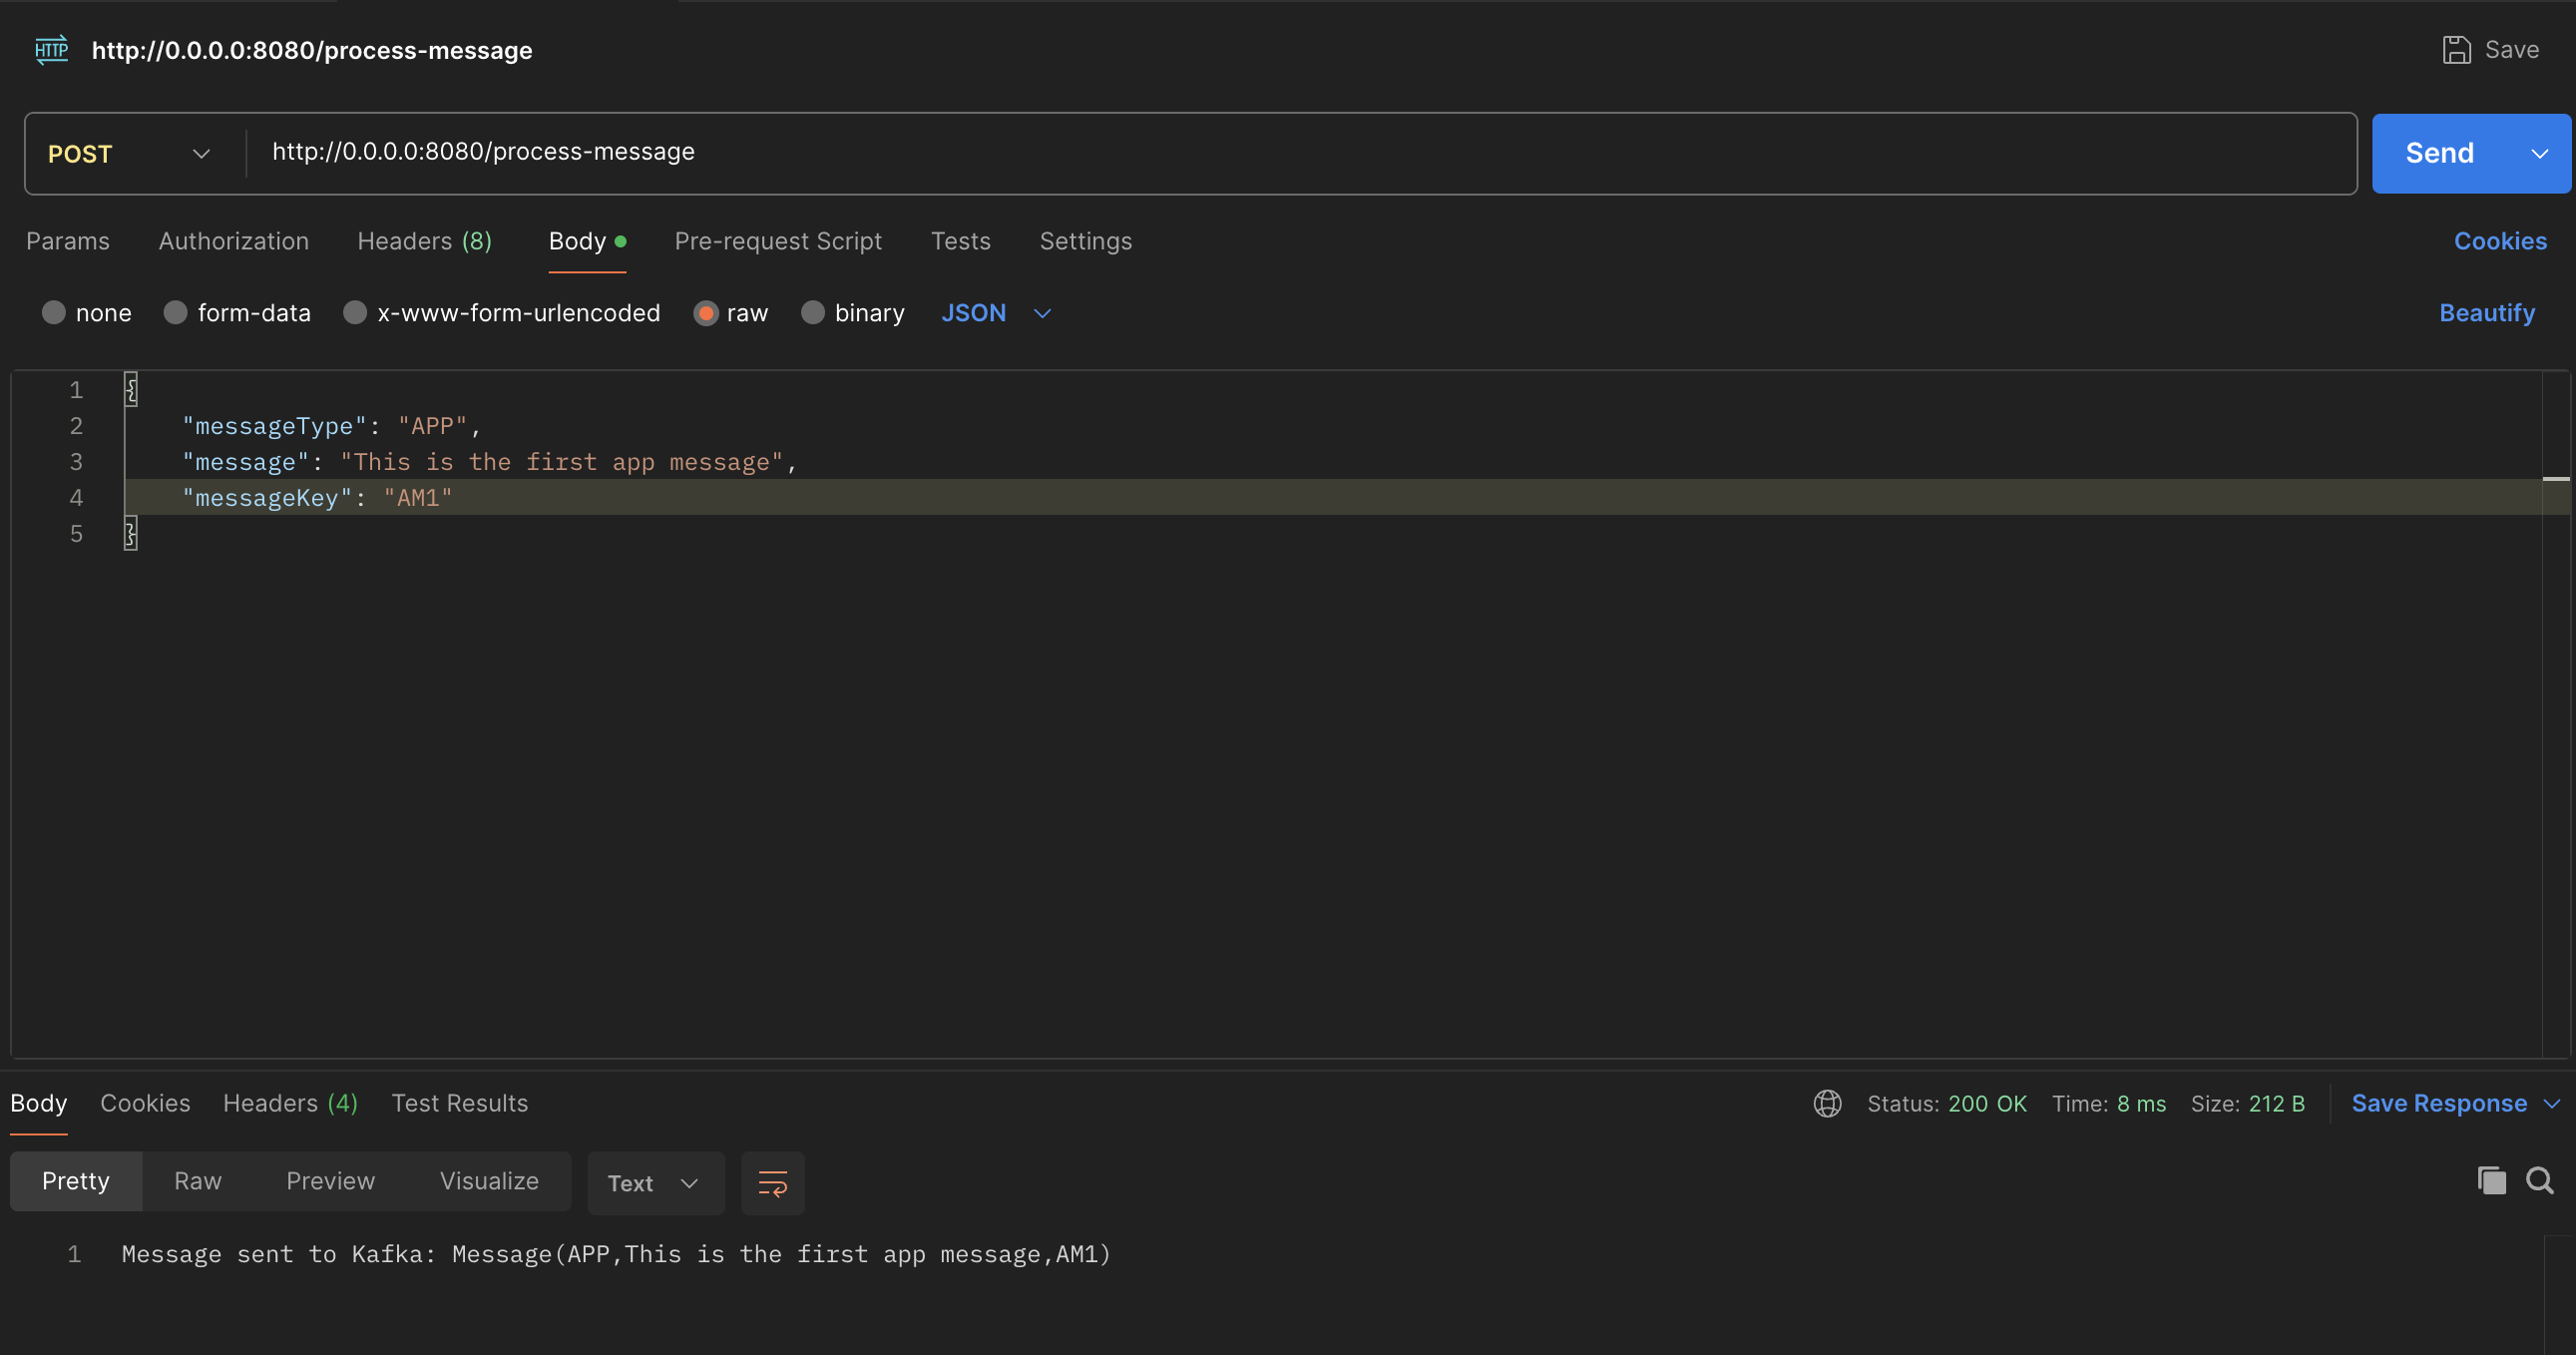 HTTP http://0.0.0.0:8080/process-message Save
POST http://0.0.0.0:8080/process-message Send
Params Authorization Headers (8) Body Pre-request Script Tests Settings Cookies
none form-data x-www-form-urlencoded raw binary JSON Beautify
1 {
2 "messageType": "APP",
3 "message": "This is the first app message",
4 "messageKey": "AM1"
5 }
Body Cookies Headers (4) Test Results Status: 200 OK Time: 8 ms Size: 212 B Save Response
Pretty Raw Preview Visualize Text
1 Message sent to Kafka: Message(APP,This is the first app message,AM1)